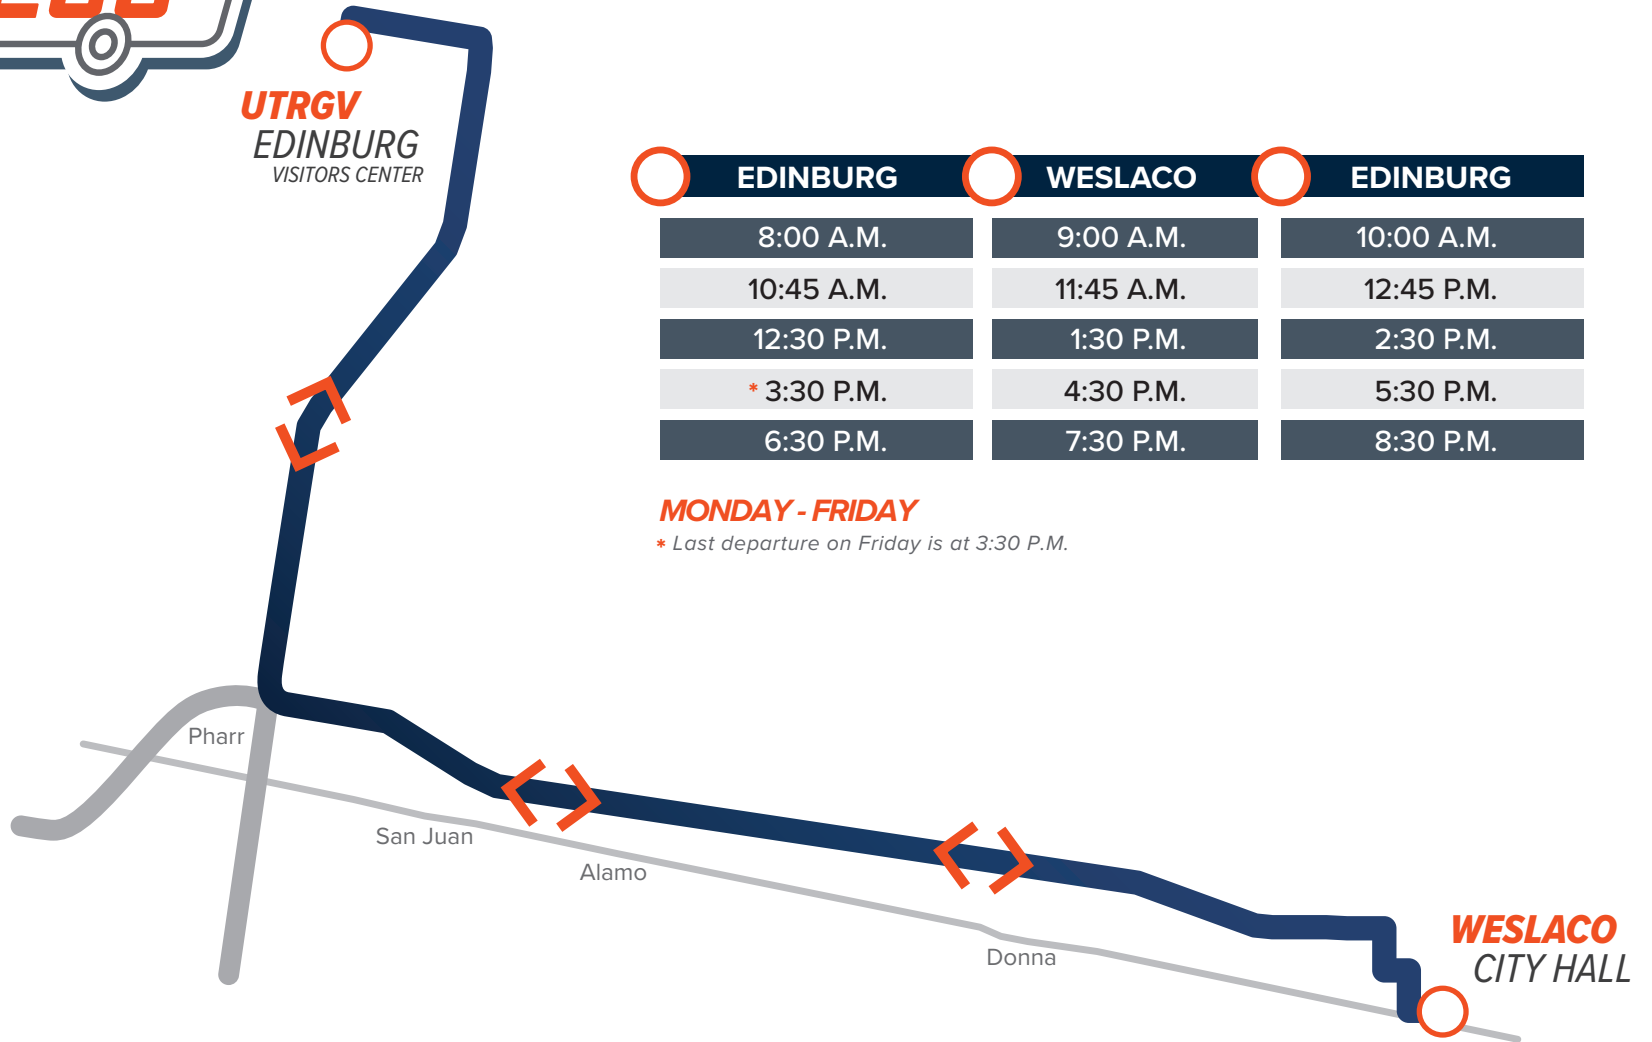 UTRGV
EDINBURG
VISITORS CENTER
EDINBURG WESLACO EDINBURG
8:00 A.M. 9:00 A.M. 10:00 A.M.
10:45 A.M. 11:45 A.M. 12:45 P.M.
12:30 P.M. 1:30 P.M. 2:30 P.M.
* 3:30 P.M. 4:30 P.M. 5:30 P.M.
6:30 P.M. 7:30 P.M. 8:30 P.M.
MONDAY - FRIDAY
* Last departure on Friday is at 3:30 P.M.
Pharr
San Juan
Alamo
Donna
WESLACO
CITY HALL